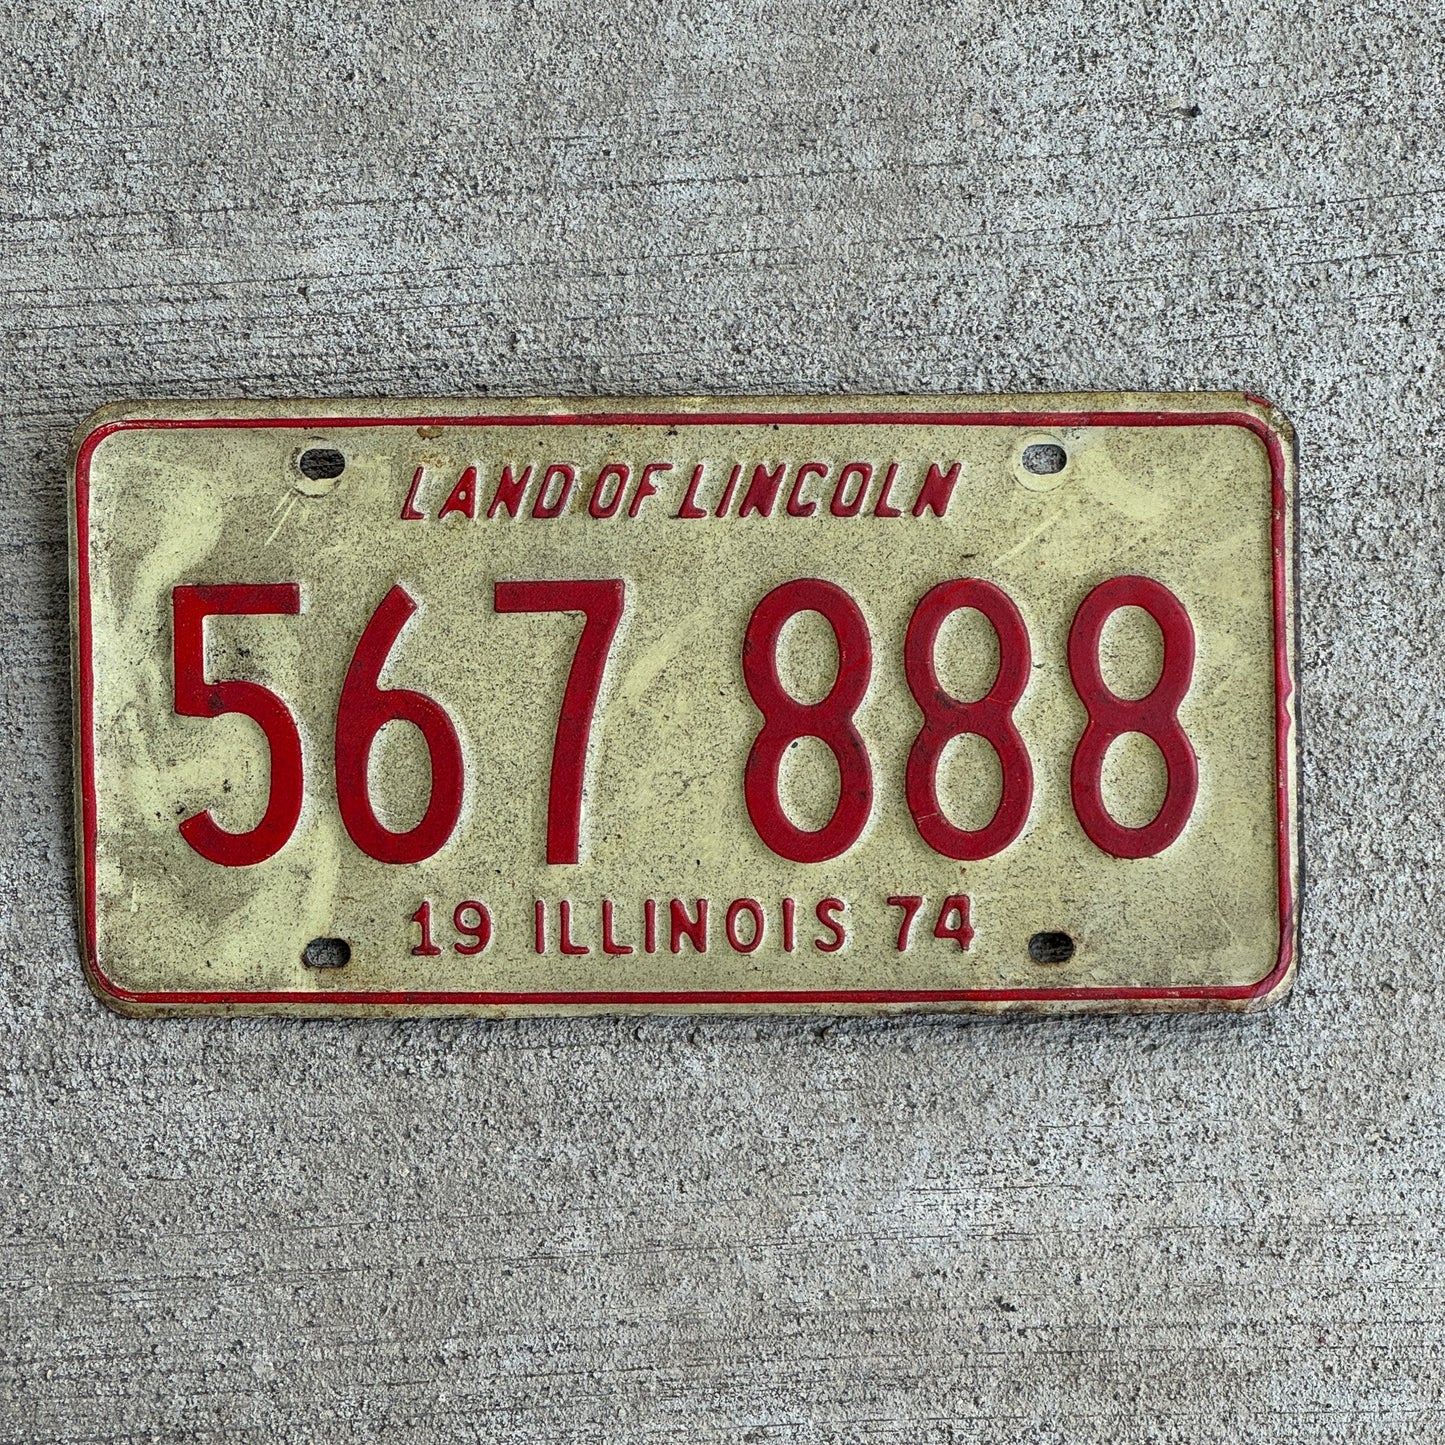 LAND OF LINCOLN
567 888
19 ILLINOIS 74